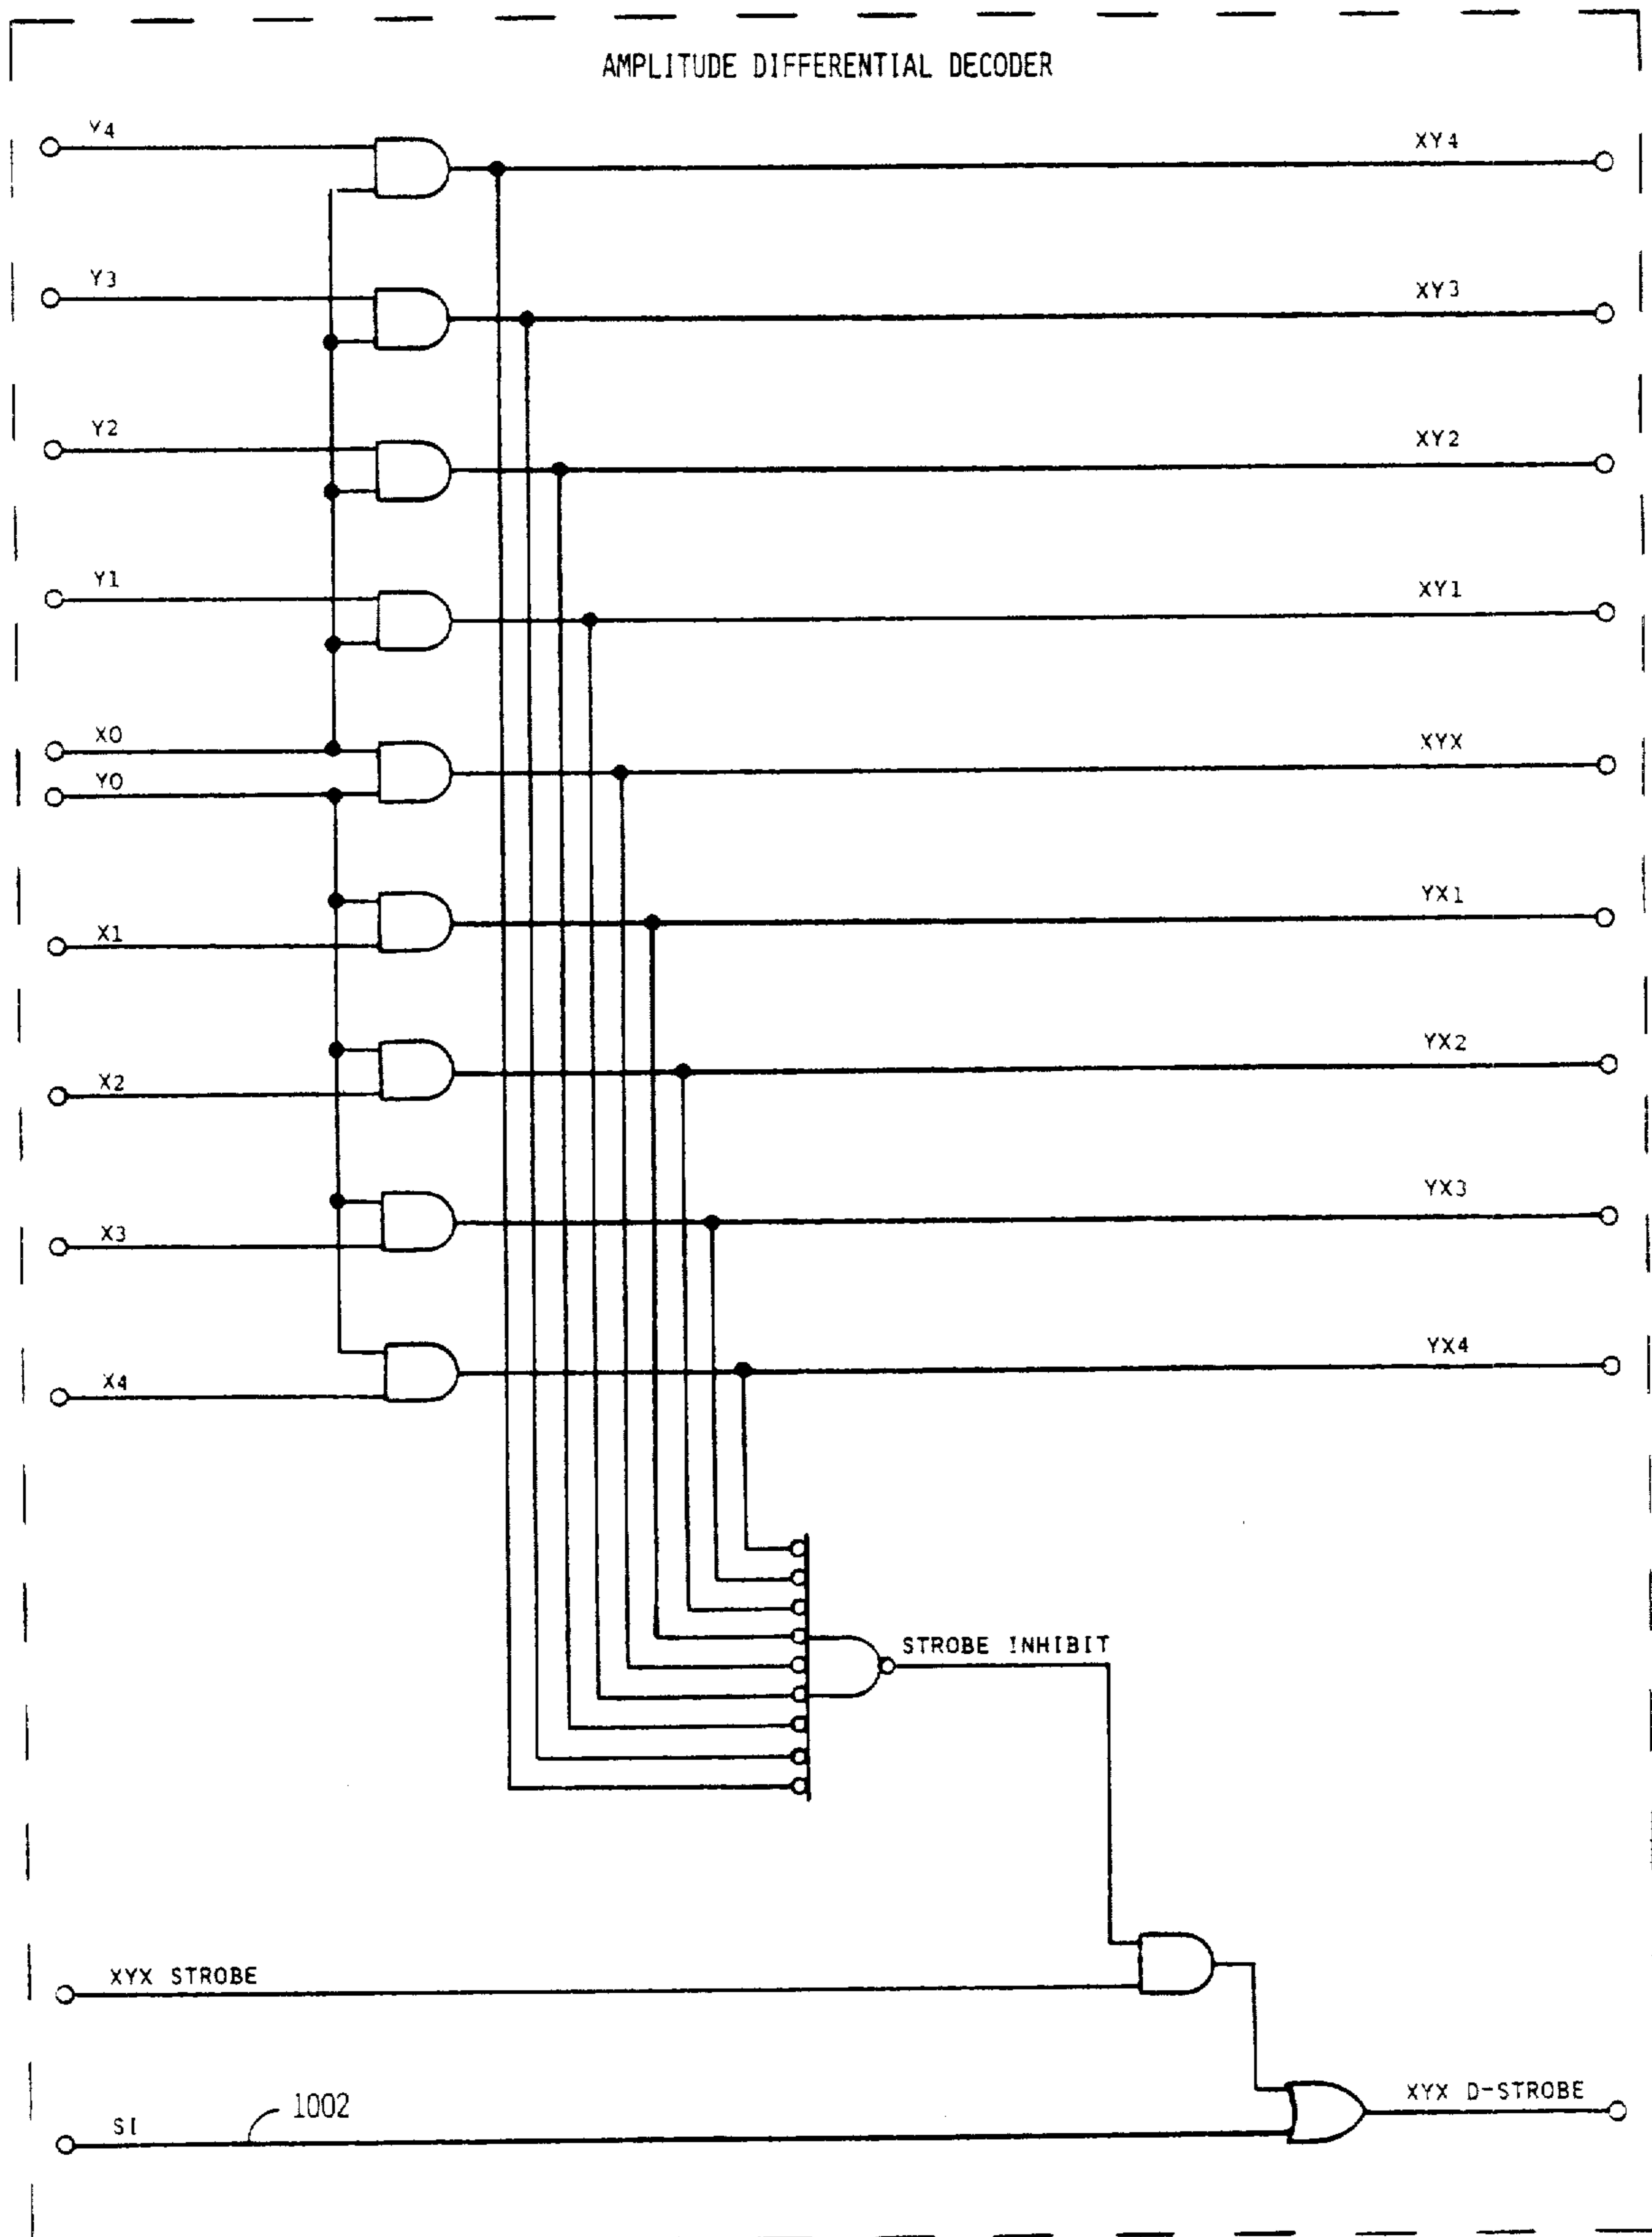 AMPLITUDE DIFFERENTIAL DECODER
Y4
XY4
Y3
XY3
Y2
XY2
Y1
XY1
X0
XYX
Y0
YX1
X1
YX2
X2
YX3
X3
YX4
X4
STROBE INHIBIT
XYX STROBE
XYX D-STROBE
1002
SI